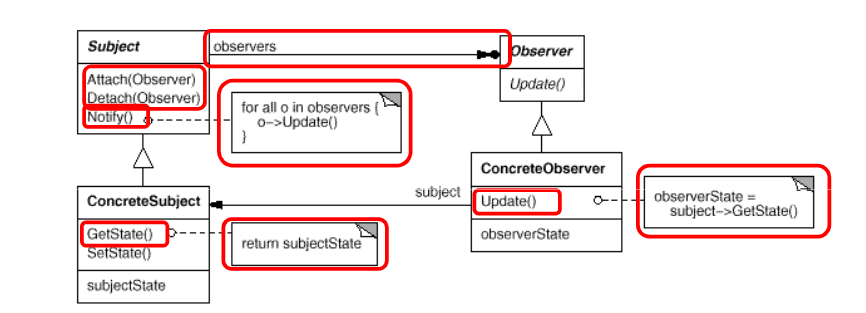 Subject
observers
Observer
Attach(Observer)
Detach(Observer)
Notify()
Update()
for all o in observers {
o->Update()
}
ConcreteObserver
ConcreteSubject
subject
Update()
observerState =
subject->GetState()
GetState()
SetState()
return subjectState
observerState
subjectState